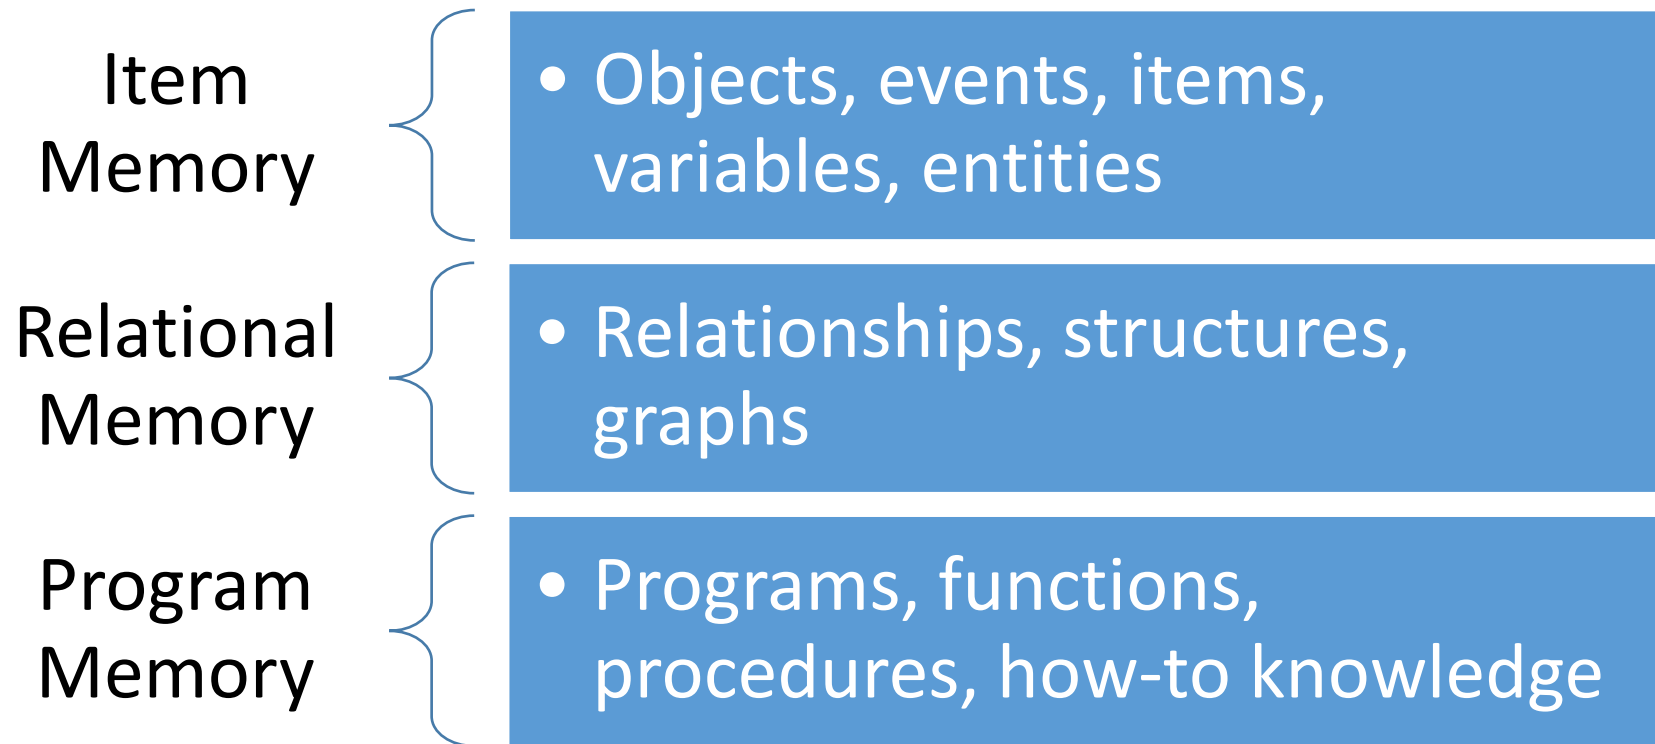 Item
Memory
• Objects, events, items,
variables, entities
Relational
Memory
• Relationships, structures,
graphs
Program
Memory
• Programs, functions,
procedures, how-to knowledge